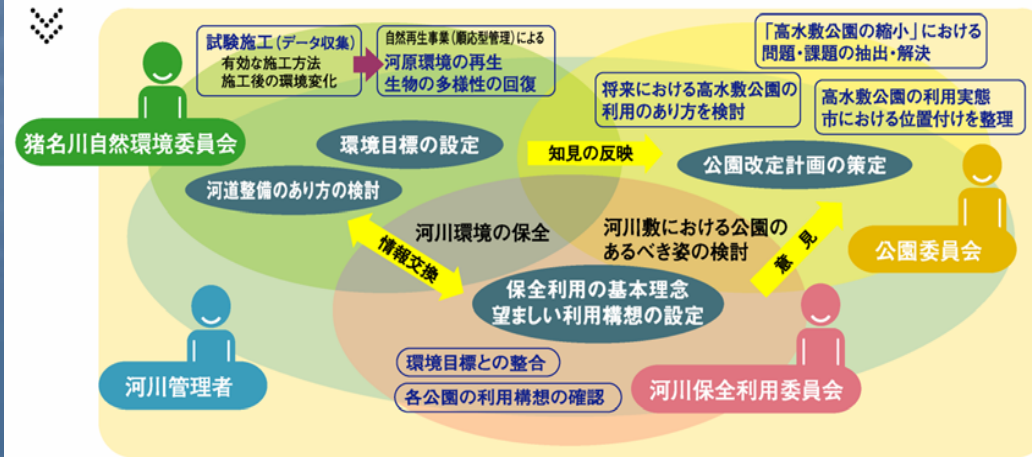 試験施工(データ収集)
有効な施工方法
施工後の環境変化
自然再生事業(順応型管理)による
河原環境の再生
生物の多様性の回復
「高水敷公園の縮小」における
問題・課題の抽出・解決
将来における高水敷公園の
利用のあり方を検討
高水敷公園の利用実態
市における位置付けを整理
猪名川自然環境委員会
環境目標の設定
知見の反映
公園改定計画の策定
河道整備のあり方の検討
河川環境の保全
河川敷における公園の
あるべき姿の検討
情報交換
意見
公園委員会
保全利用の基本理念
望ましい利用構想の設定
河川管理者
環境目標との整合
各公園の利用構想の確認
河川保全利用委員会